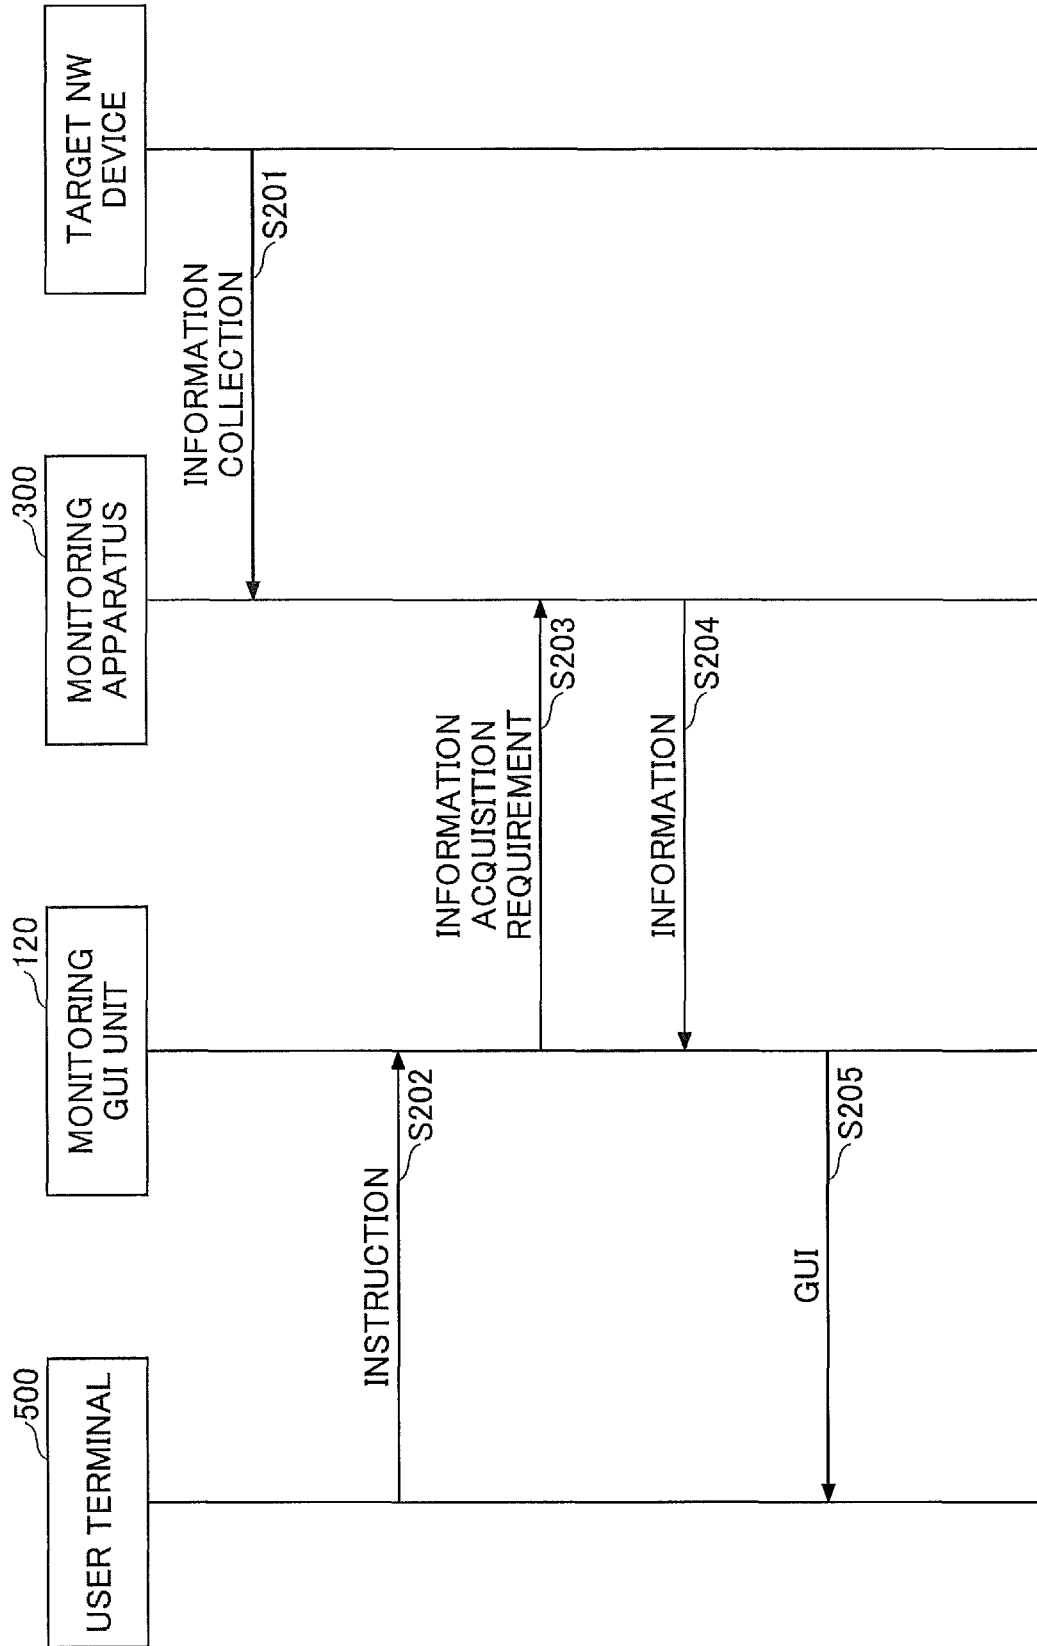 500
USER TERMINAL
120
MONITORING
GUI UNIT
300
MONITORING
APPARATUS
TARGET NW
DEVICE
INFORMATION
COLLECTION
S201
INSTRUCTION
S202
INFORMATION
ACQUISITION
REQUIREMENT
S203
INFORMATION
S204
GUI
S205